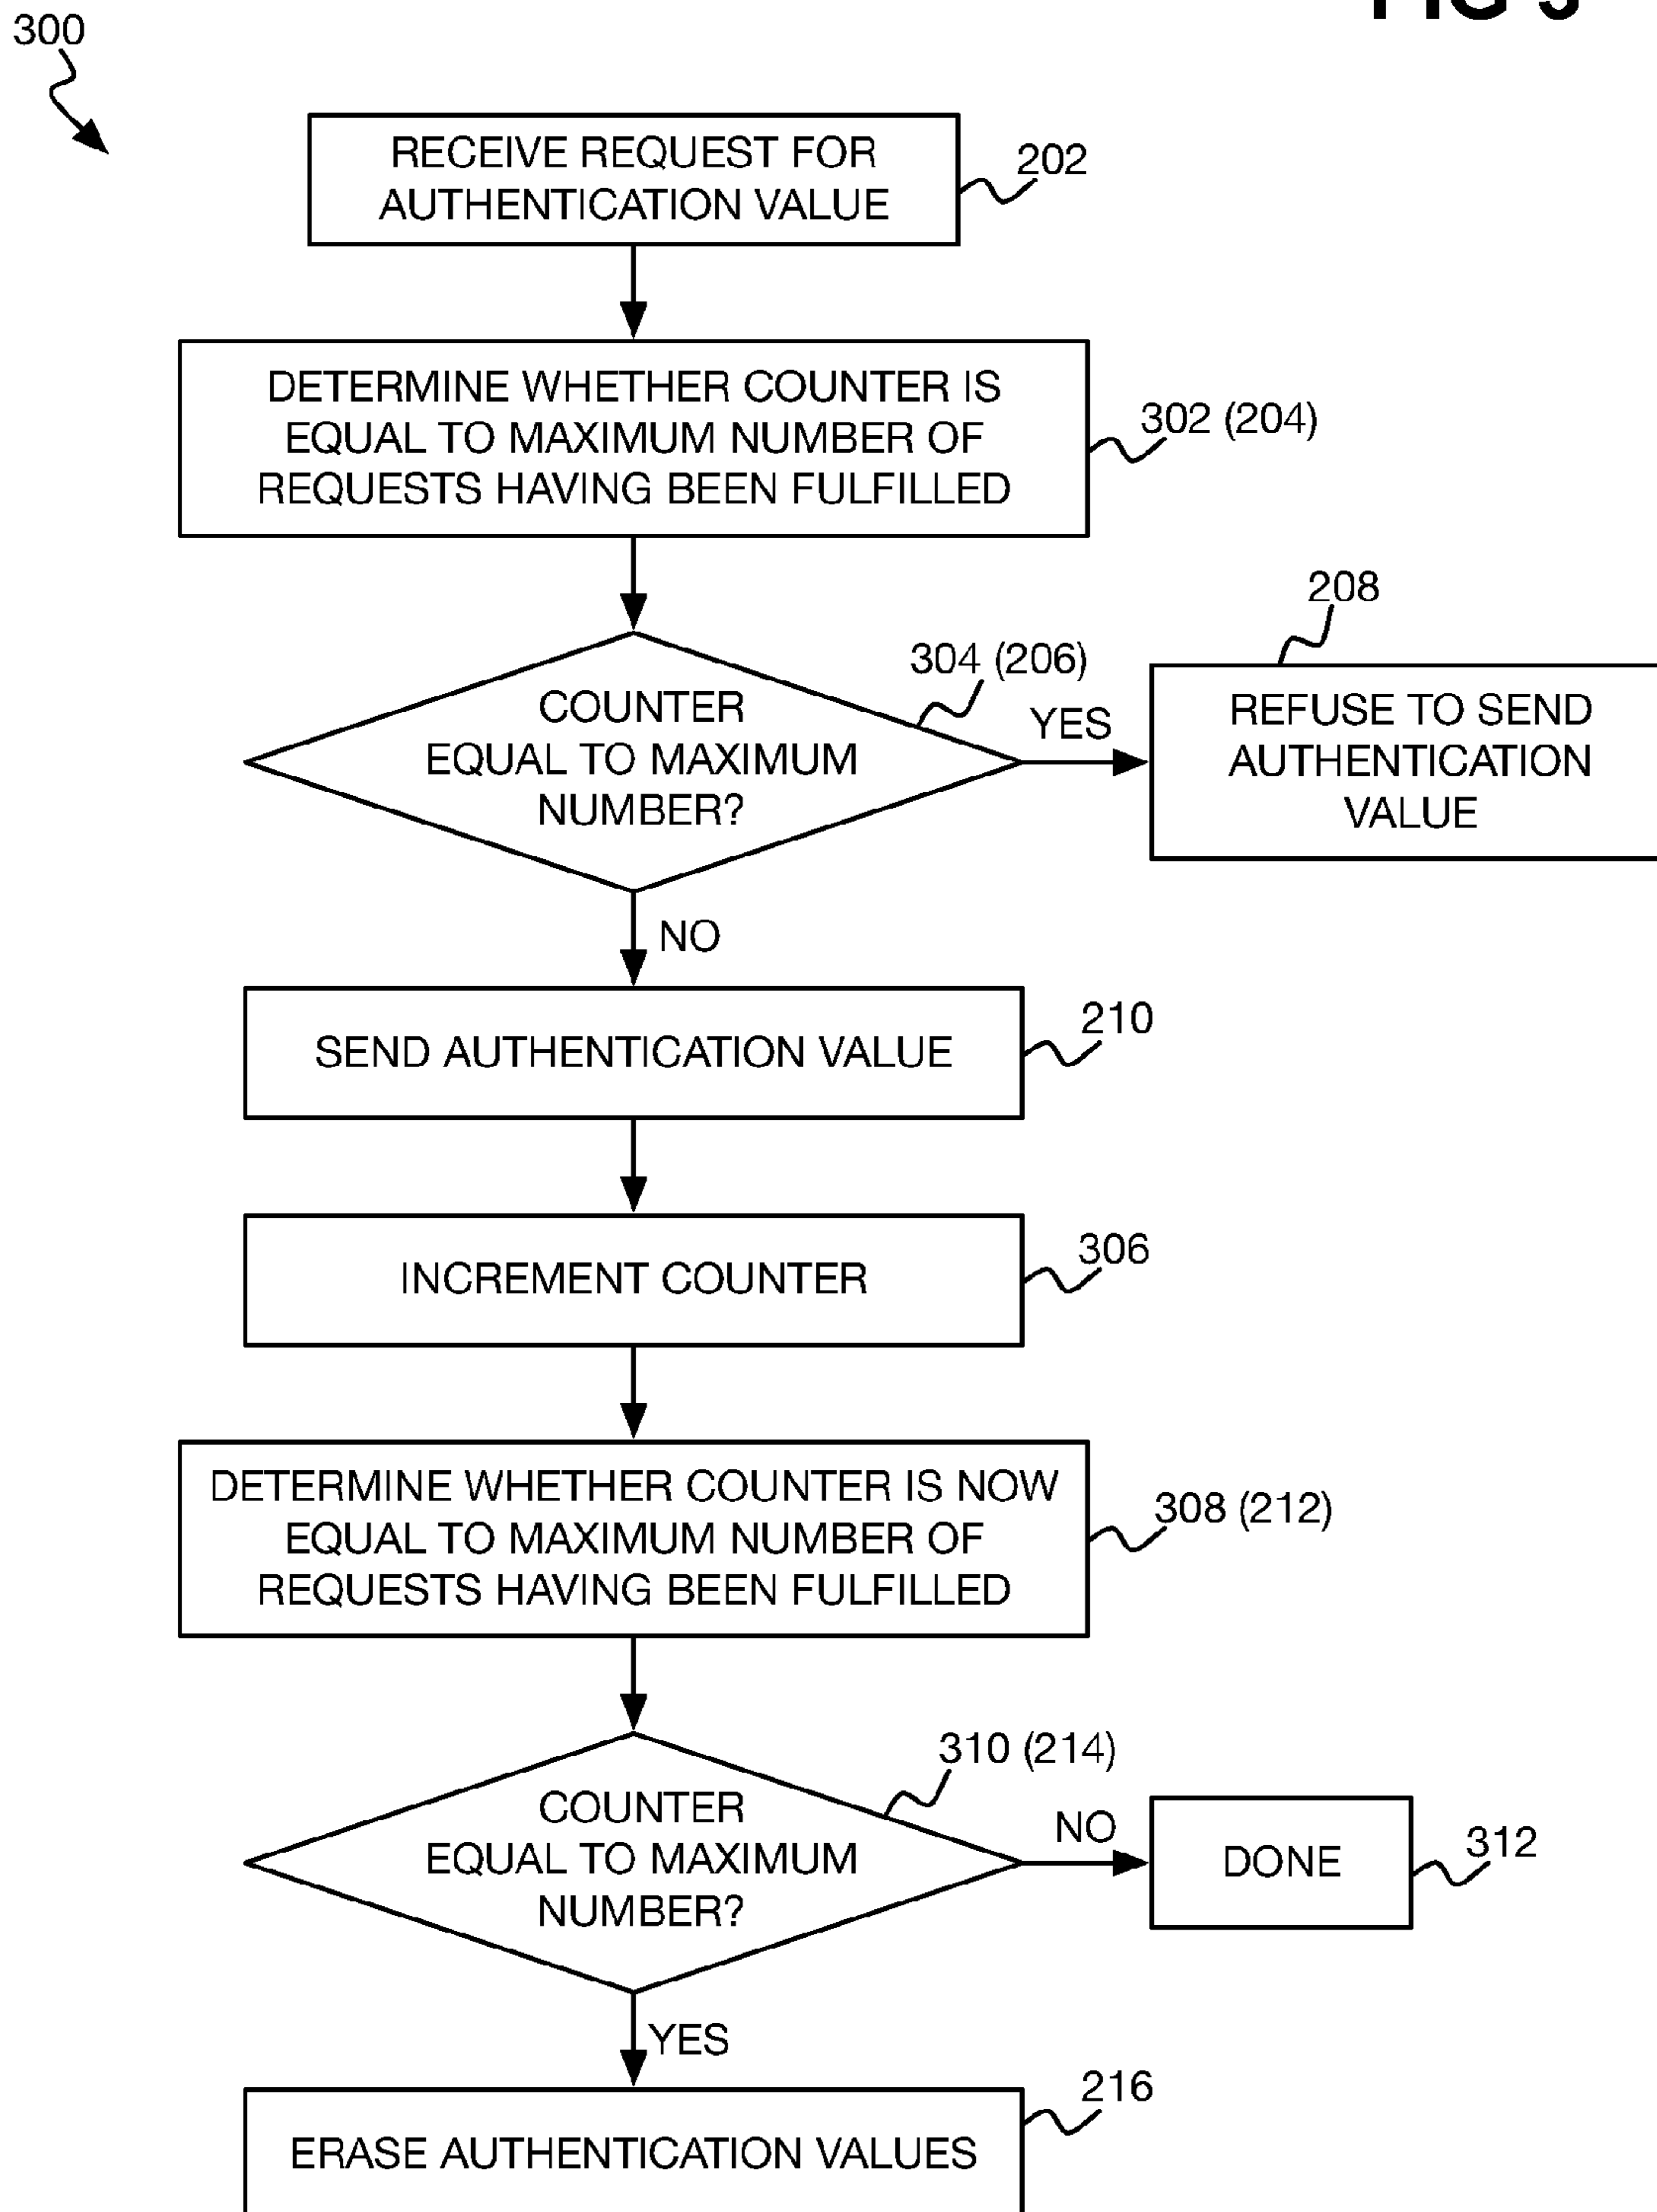 300
RECEIVE REQUEST FOR
AUTHENTICATION VALUE
202
DETERMINE WHETHER COUNTER IS
EQUAL TO MAXIMUM NUMBER OF
REQUESTS HAVING BEEN FULFILLED
302 (204)
208
304 (206)
COUNTER
EQUAL TO MAXIMUM
NUMBER?
YES
REFUSE TO SEND
AUTHENTICATION
VALUE
NO
SEND AUTHENTICATION VALUE
210
INCREMENT COUNTER
306
DETERMINE WHETHER COUNTER IS NOW
EQUAL TO MAXIMUM NUMBER OF
REQUESTS HAVING BEEN FULFILLED
308 (212)
310 (214)
COUNTER
EQUAL TO MAXIMUM
NUMBER?
NO
DONE
312
YES
216
ERASE AUTHENTICATION VALUES